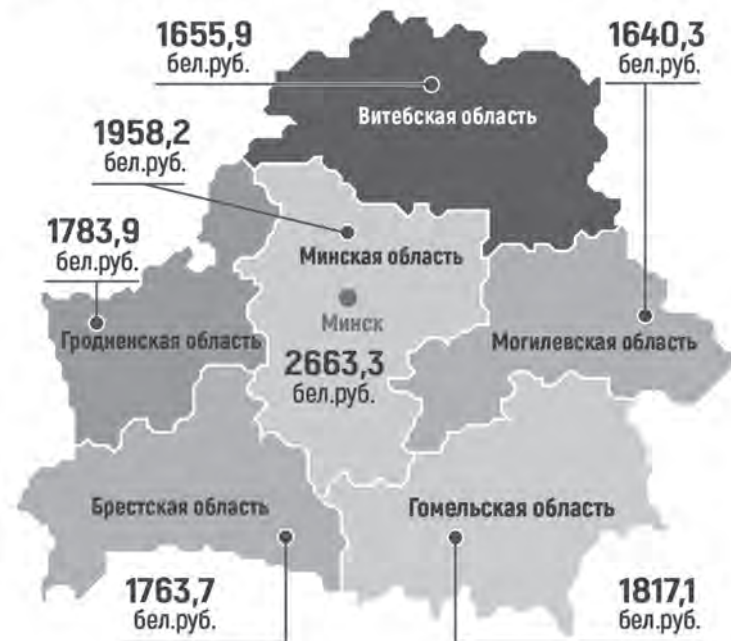 1655,9
бел.руб.
1640,3
бел.руб.
Витебская область
1958,2
бел.руб.
1783,9
бел.руб.
Минская область
Минск
Гродненская область
Могилевская область
2663,3
бел.руб.
Брестская область
Гомельская область
1763,7
бел.руб.
1817,1
бел.руб.